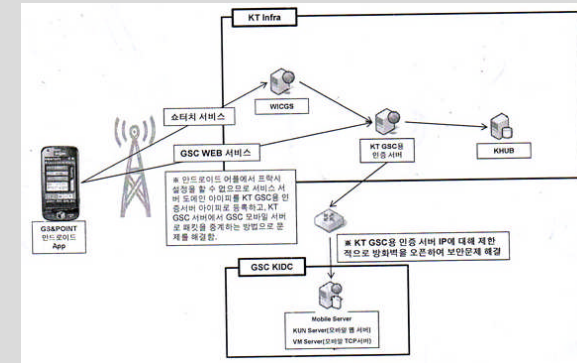 KT Infra
WICGS
쇼터치 서비스
KT GSC용
인증 서버
KHUB
GSC WEB 서비스
GS&POINT
안드로이드
App
※ 안드로이드 어플에서 프락시
설정을 할 수 없으므로 서비스 서
버 도메인 아이피를 KT GSC용 인
증서버 아이피로 등록하고, KT
GSC 서버에서 GSC 모바일 서버
로 패킷을 중계하는 방법으로 문
제를 해결함.
※ KT GSC용 인증 서버 IP에 대해 제한
적으로 방화벽을 오픈하여 보안문제 해결
GSC KIDC
Mobile Server
KUN Server(모바일 웹 서버)
VM Server(모바일 TCP서버)